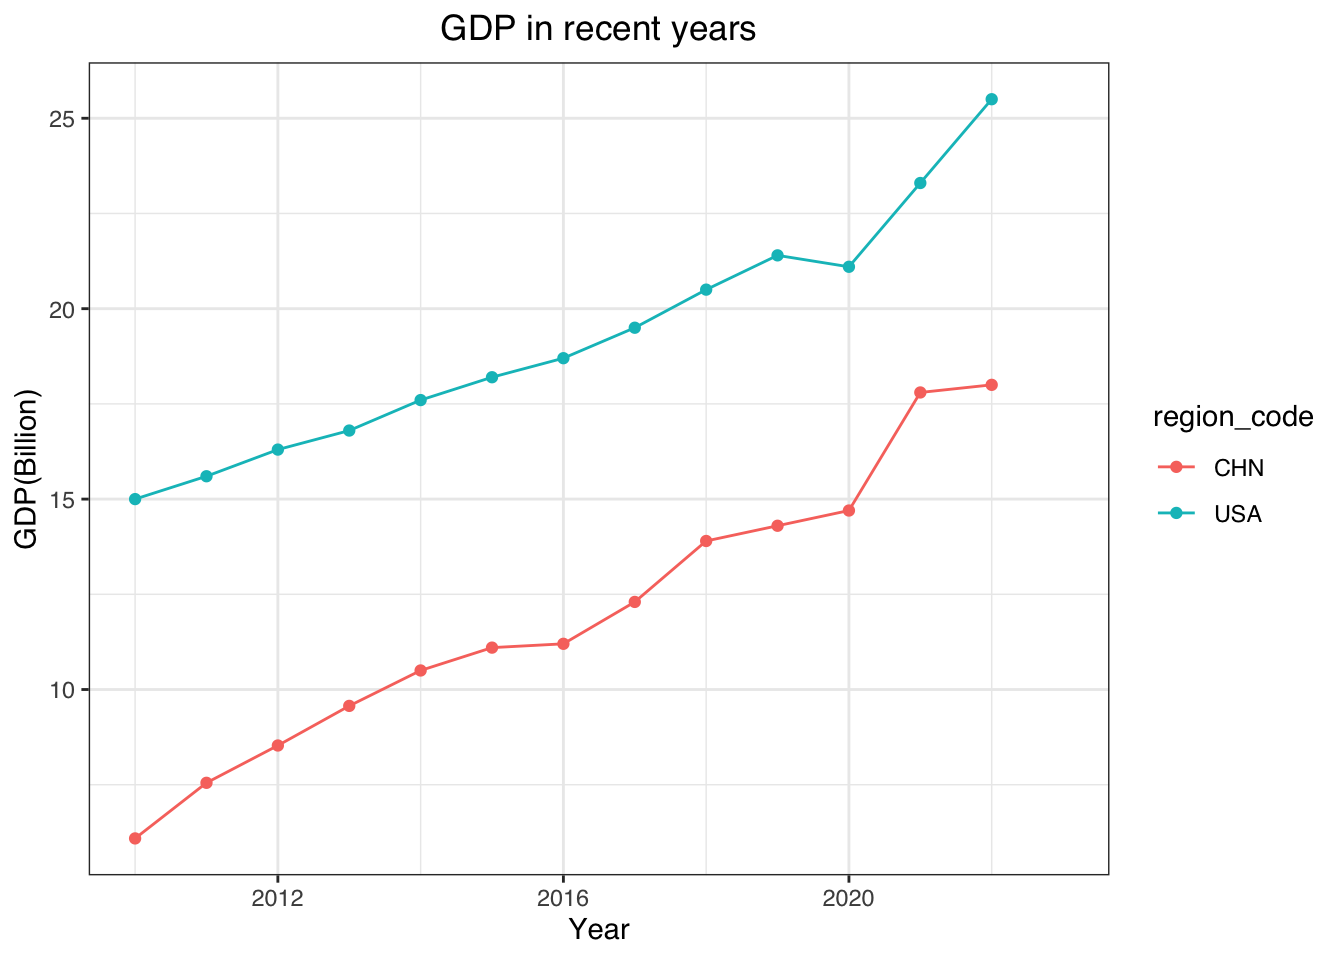 GDP in recent years
25
20
15
10
GDP(Billion)
2012 2016 2020
Year
region_code
CHN
USA